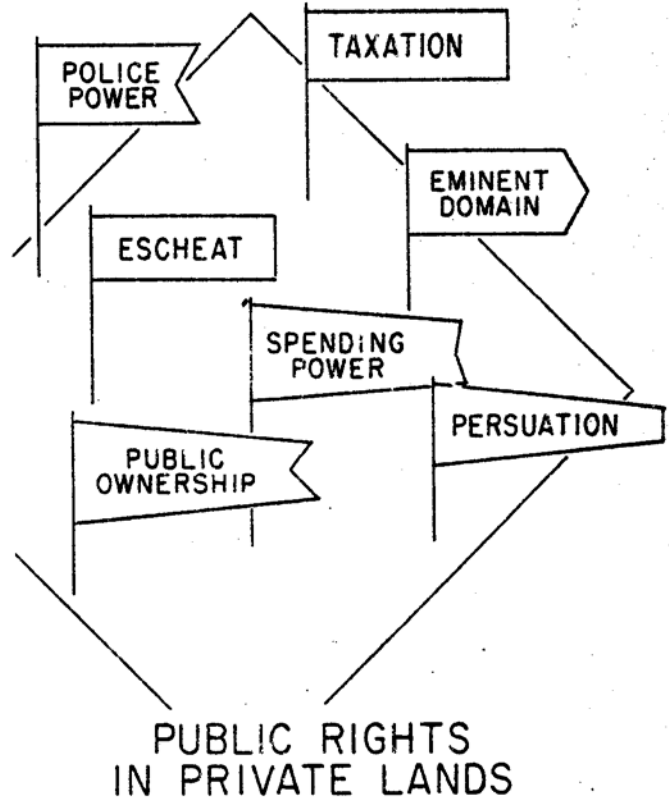 POLICE
POWER
TAXATION
EMINENT
DOMAIN
ESCHEAT
SPENDING
POWER
PERSUATION
PUBLIC
OWNERSHIP
PUBLIC RIGHTS
IN PRIVATE LANDS